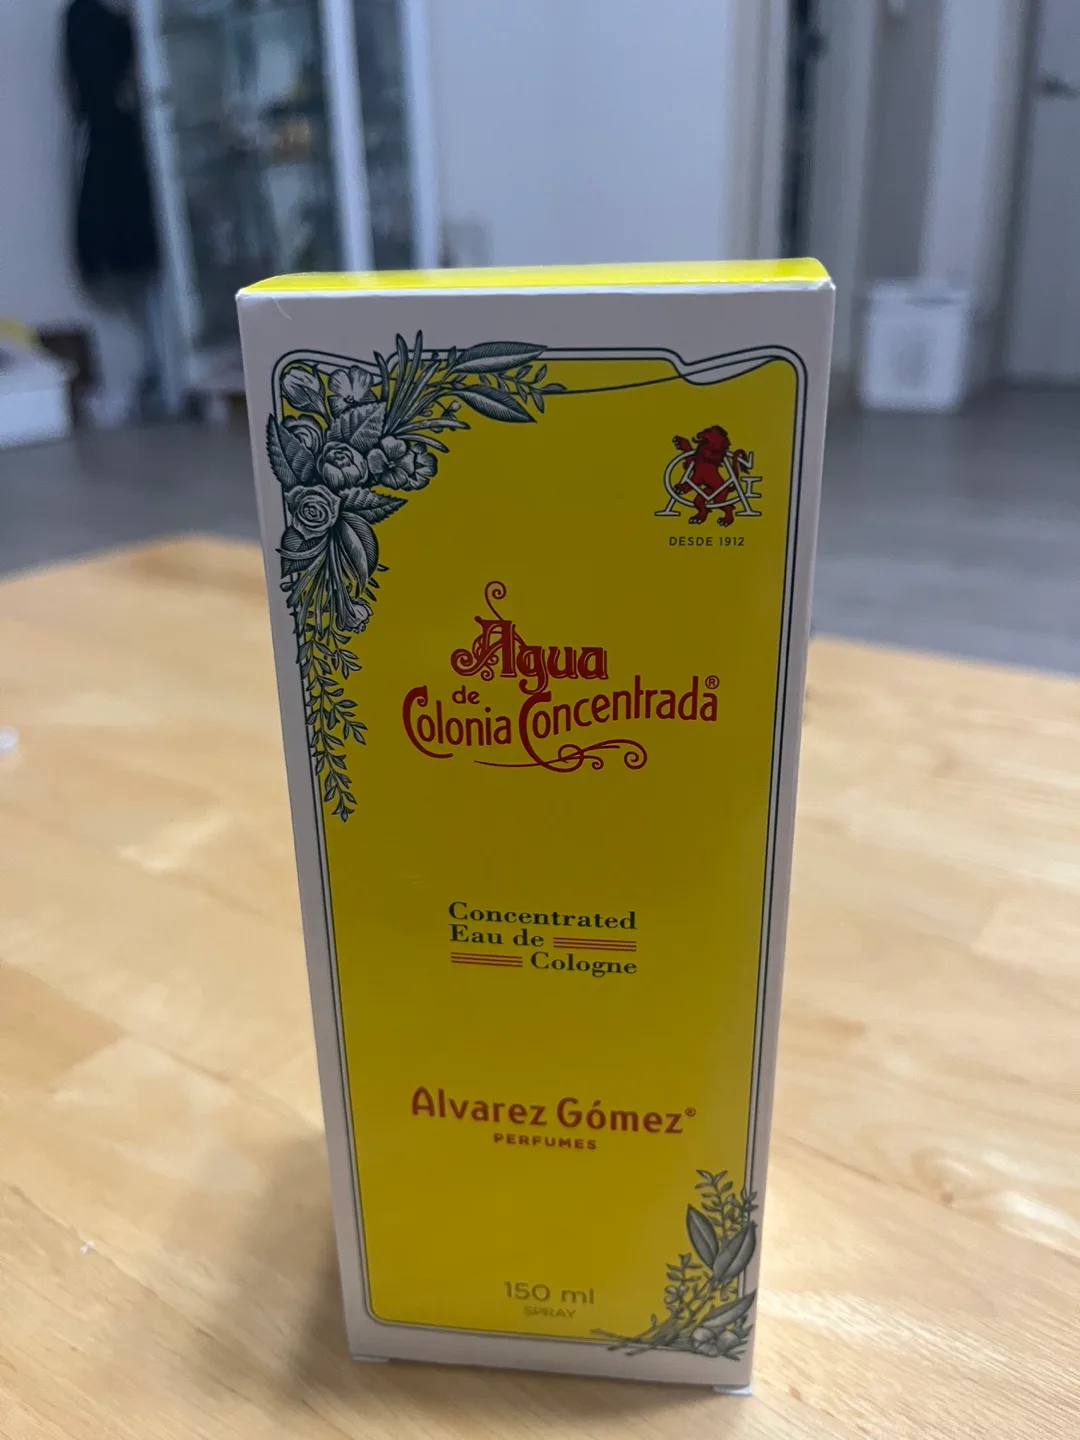 DESDE 1912
Agua
de
Colonia Concentrada®
Concentrated
Eau de
Cologne
Alvarez Gómez®
PERFUMES
150 ml
SPRAY